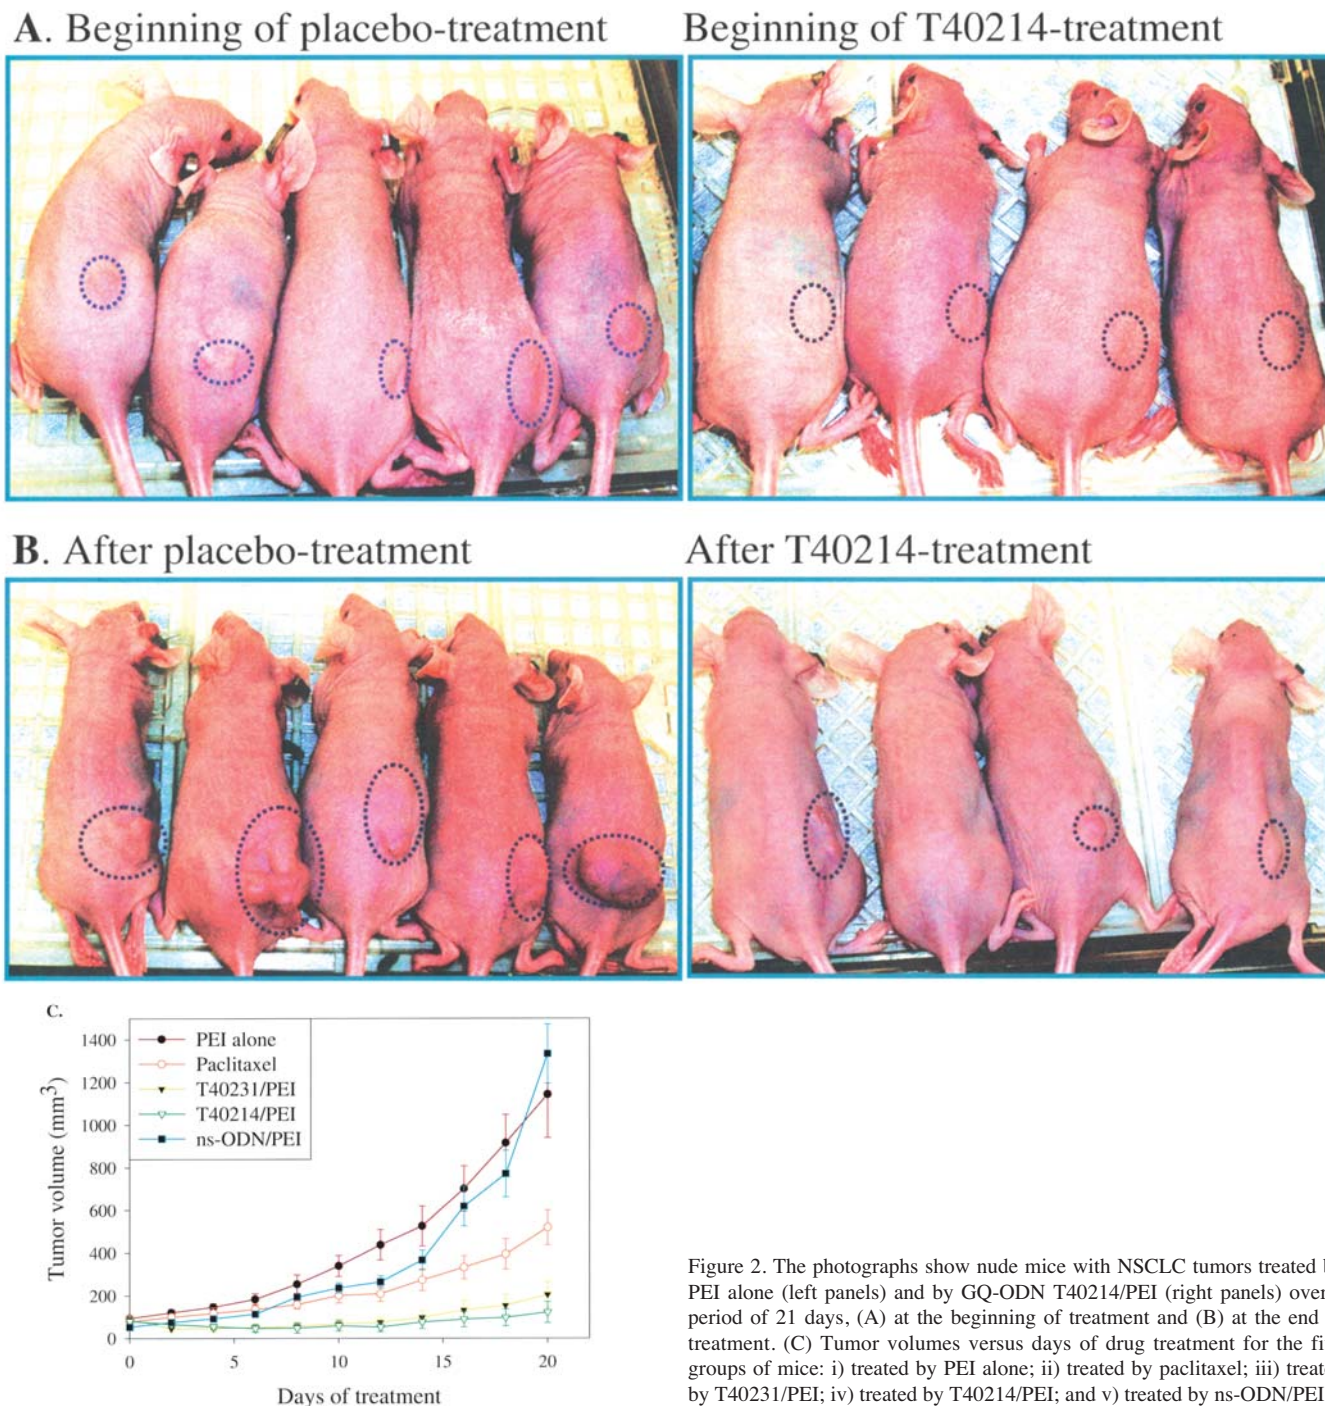 A. Beginning of placebo-treatment
Beginning of T40214-treatment
B. After placebo-treatment
After T40214-treatment
C.
PEI alone
Paclitaxel
T40231/PEI
T40214/PEI
ns-ODN/PEI
Tumor volume (mm3)
1400
1200
1000
800
600
400
200
0
0 5 10 15 20
Days of treatment
Figure 2. The photographs show nude mice with NSCLC tumors treated
PEI alone (left panels) and by GQ-ODN T40214/PEI (right panels) over
period of 21 days, (A) at the beginning of treatment and (B) at the end
treatment. (C) Tumor volumes versus days of drug treatment for the
groups of mice: i) treated by PEI alone; ii) treated by paclitaxel; iii)
by T40231/PEI; iv) treated by T40214/PEI; and v) treated by ns-ODN/PEI